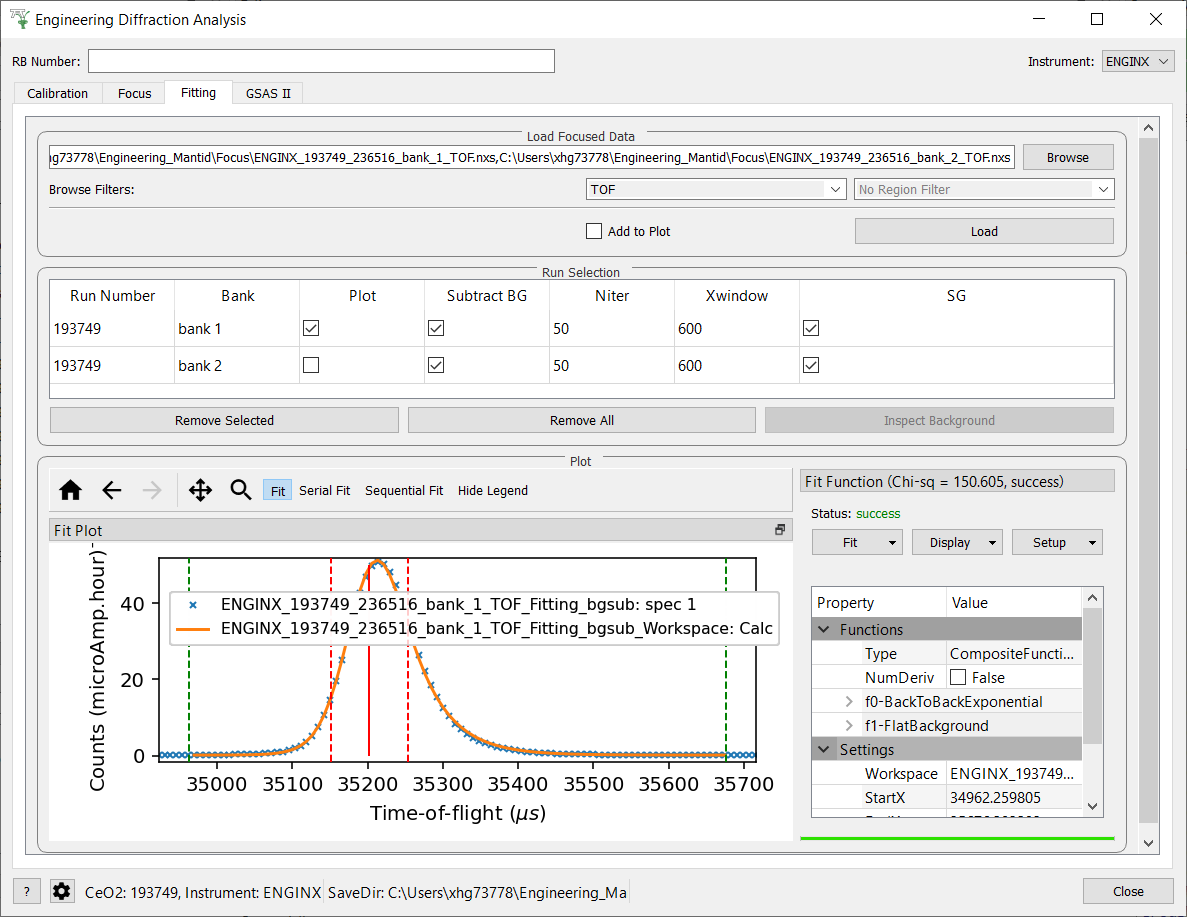 Engineering Diffraction Analysis
RB Number:
Instrument: ENGINX
Calibration Focus Fitting GSAS II
Load Focused Data
ng73778\Engineering_Mantid\Focus\ENGINX_193749_236516_bank_1_TOF.nxs,C:\Users\xhg73778\Engineering_Mantid\Focus\ENGINX_193749_236516_bank_2_TOF.nxs Browse
Browse Filters: TOF No Region Filter
Add to Plot Load
Run Selection
Run Number Bank Plot Subtract BG Niter Xwindow SG
193749 bank 1 50 600
193749 bank 2 50 600
Remove Selected Remove All Inspect Background
Plot
Fit Serial Fit Sequential Fit Hide Legend
Fit Plot
Counts (microAmp.hour)⁻
40
20
0
ENGINX_193749_236516_bank_1_TOF_Fitting_bgsub: spec 1
ENGINX_193749_236516_bank_1_TOF_Fitting_bgsub_Workspace: Calc
35000 35100 35200 35300 35400 35500 35600 35700
Time-of-flight (μs)
Fit Function (Chi-sq = 150.605, success)
Status: success
Fit Display Setup
Property Value
Functions
Type CompositeFuncti...
NumDeriv False
f0-BackToBackExponential
f1-FlatBackground
Settings
Workspace ENGINX_193749...
StartX 34962.259805
? CeO2: 193749, Instrument: ENGINX SaveDir: C:\Users\xhg73778\Engineering_Ma
Close